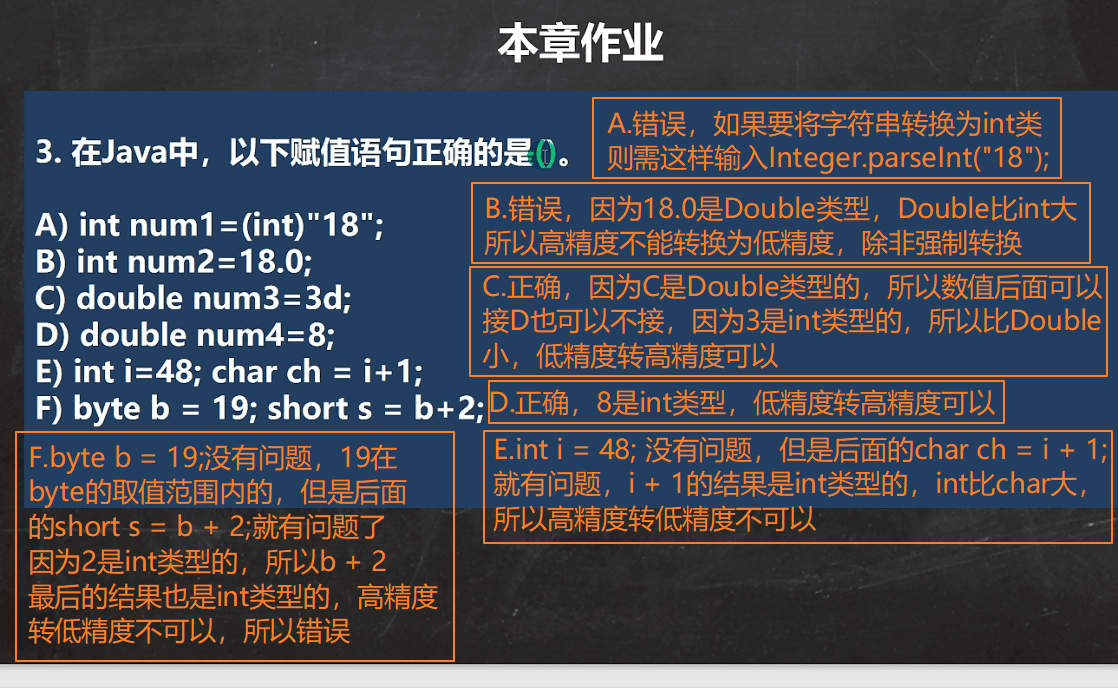 本章作业
3. 在Java中，以下赋值语句正确的是()。
A) int num1=(int)"18";
B) int num2=18.0;
C) double num3=3d;
D) double num4=8;
E) int i=48; char ch = i+1;
F) byte b = 19; short s = b+2;
A.错误，如果要将字符串转换为int类
则需这样输入Integer.parseInt("18");
B.错误，因为18.0是Double类型，Double比int大
所以高精度不能转换为低精度，除非强制转换
C.正确，因为C是Double类型的，所以数值后面可以
接D也可以不接，因为3是int类型的，所以比Double
小，低精度转高精度可以
D.正确，8是int类型，低精度转高精度可以
E.int i = 48; 没有问题，但是后面的char ch = i + 1;
就有问题，i + 1的结果是int类型的，int比char大，
所以高精度转低精度不可以
F.byte b = 19;没有问题，19在
byte的取值范围内的，但是后面
的short s = b + 2;就有问题了
因为2是int类型的，所以b + 2
最后的结果也是int类型的，高精度
转低精度不可以，所以错误